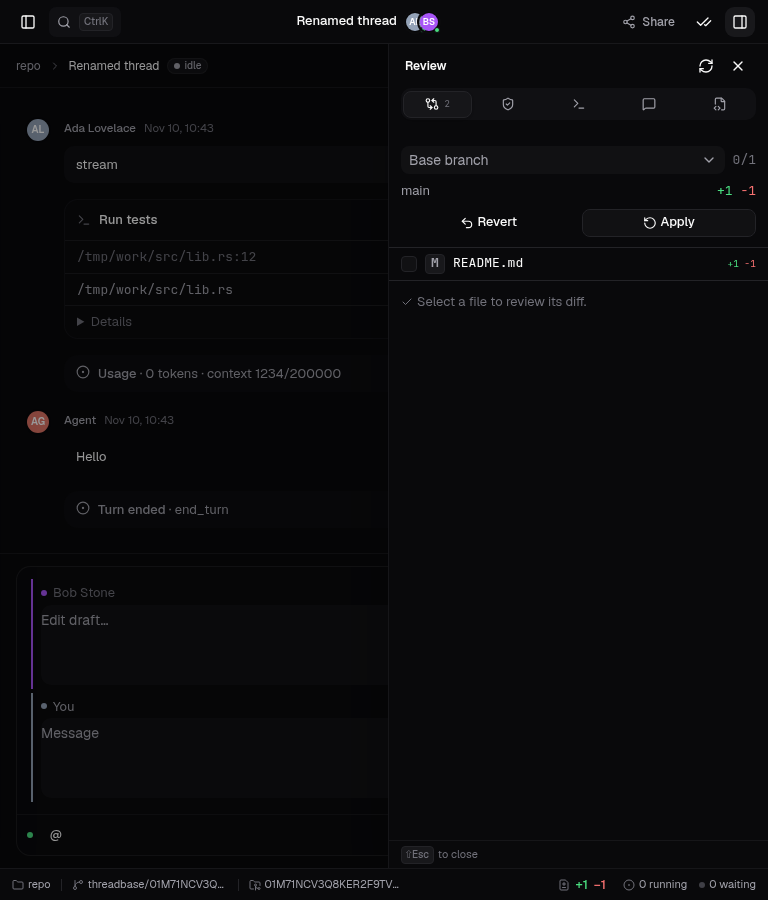 CtrlK
Renamed thread
BS
Share
repo
Renamed thread
idle
Review
2
AL
Ada Lovelace
Nov 10, 10:43
stream
Run tests
/tmp/work/src/lib.rs:12
/tmp/work/src/lib.rs
Details
Usage · 0 tokens · context 1234/200000
AG
Agent
Nov 10, 10:43
Hello
Turn ended · end_turn
Bob Stone
Edit draft…
You
Message
@
Base branch
0/1
main
+1 -1
Revert
Apply
M
README.md
+1 -1
Select a file to review its diff.
⇧Esc to close
repo
threadbase/01M71NCV3Q…
01M71NCV3Q8KER2F9TV…
+1 −1
0 running
0 waiting